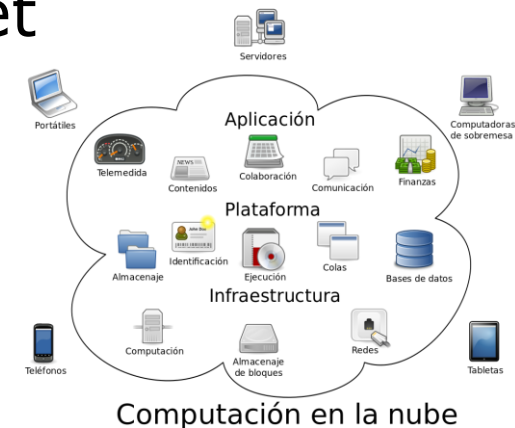 et
Servidores
Portátiles
Computadoras
de sobremesa
Aplicación
Telemedida
NEWS
Contenidos
Colaboración
Comunicación
Finanzas
Plataforma
Almacenaje
Identificación
Ejecución
Colas
Bases de datos
Infraestructura
Computación
Almacenaje
de bloques
Redes
Teléfonos
Tabletas
Computación en la nube